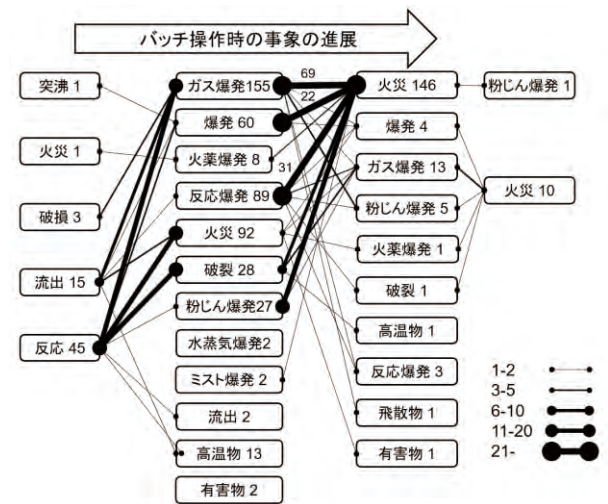 バッチ操作時の事象の進展
突沸 1
火災 1
破損 3
流出 15
反応 45
ガス爆発155
爆発 60
火薬爆発 8
反応爆発 89
火災 92
破裂 28
粉じん爆発27
水蒸気爆発2
ミスト爆発 2
流出 2
高温物 13
有害物 2
69
22
31
火災 146
爆発 4
ガス爆発 13
粉じん爆発 5
火薬爆発 1
破裂 1
高温物 1
反応爆発 3
飛散物 1
有害物 1
粉じん爆発 1
火災 10
1-2
3-5
6-10
11-20
21-